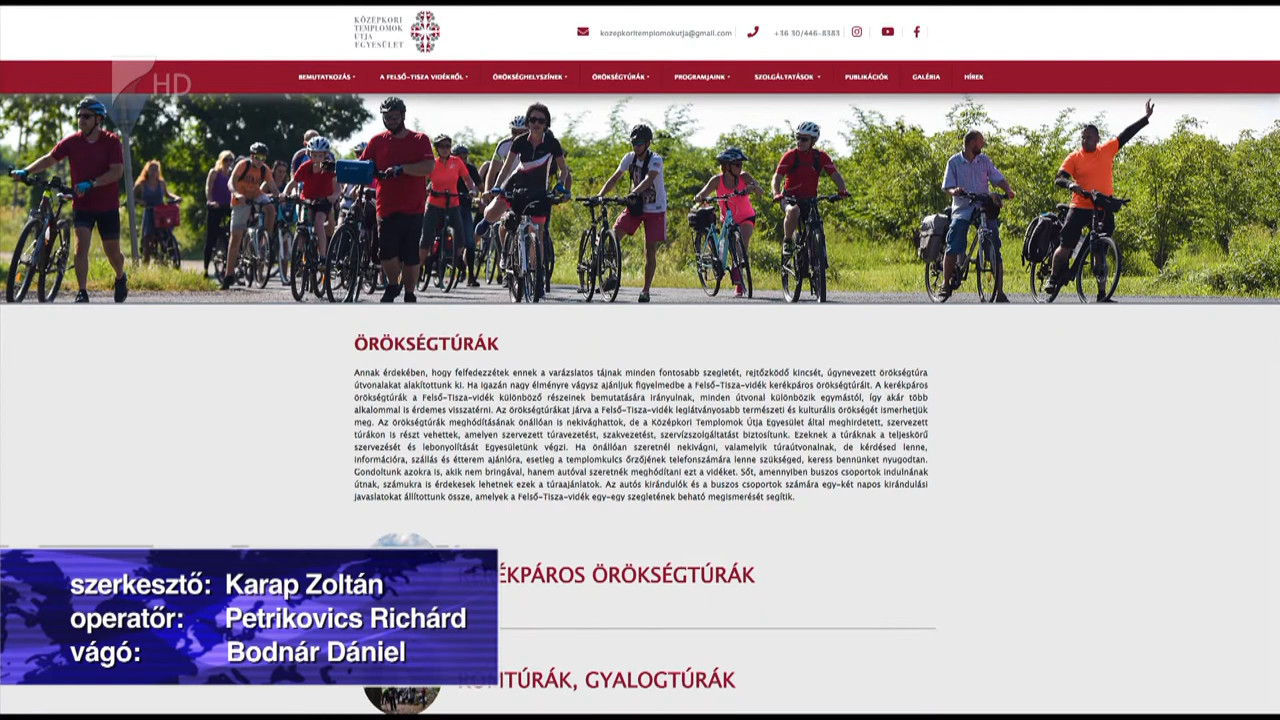 KÖZÉPKORI
TEMPLOMOK
ÚTJA
EGYESÜLET
kozepkoritemplomokutja@gmail.com
+36 30/446-8383
HD
BEMUTATKOZÁS
A FELSŐ-TISZA VIDÉKRŐL
ÖRÖKSÉGHELYSZÍNEK
ÖRÖKSÉGTÚRÁK
PROGRAMJAINK
SZOLGÁLTATÁSOK
PUBLIKÁCIÓK
GALÉRIA
HÍREK
ÖRÖKSÉGTÚRÁK
Annak érdekében, hogy felfedezzétek ennek a varázslatos tájnak minden fontosabb szegletét, rejtőzködő kincsét, úgynevezett örökségtúra
útvonalakat alakítottunk ki. Ha igazán nagy élményre vágysz ajánljuk figyelmedbe a Felső-Tisza-vidék kerékpáros örökségtúráit. A kerékpáros
örökségtúrák a Felső-Tisza-vidék különböző részeinek bemutatására irányulnak, minden útvonal különbözik egymástól, így akár több
alkalommal is érdemes visszatérni. Az örökségtúrákat járva a Felső-Tisza-vidék leglátványosabb természeti és kulturális örökségét ismerhetjük
meg. Az örökségtúrák meghódításának önállóan is nekivághattok, de a Középkori Templomok Útja Egyesület által meghirdetett, szervezett
túrákon is részt vehettek, amelyen szervezett túravezetést, szakvezetést, szervízszolgáltatást biztosítunk. Ezeknek a túráknak a teljeskörű
szervezését és lebonyolítását Egyesületünk végzi. Ha önállóan szeretnél nekivágni, valamelyik túraútvonalnak, de kérdésed lenne,
információra, szállás és étterem ajánlóra, esetleg a templomkulcs őrzőjének telefonszámára lenne szükséged, keress bennünket nyugodtan.
Gondoltunk azokra is, akik nem bringával, hanem autóval szeretnék meghódítani ezt a vidéket. Sőt, amennyiben buszos csoportok indulnának
útnak, számukra is érdekesek lehetnek ezek a túraajánlatok. Az autós kirándulók és a buszos csoportok számára egy-két napos kirándulási
javaslatokat állítottunk össze, amelyek a Felső-Tisza-vidék egy-egy szegletének beható megismerését segítik.
KERÉKPÁROS ÖRÖKSÉGTÚRÁK
szerkesztő: Karap Zoltán
operatőr: Petrikovics Richárd
vágó: Bodnár Dániel
TÚRÁK, GYALOGTÚRÁK